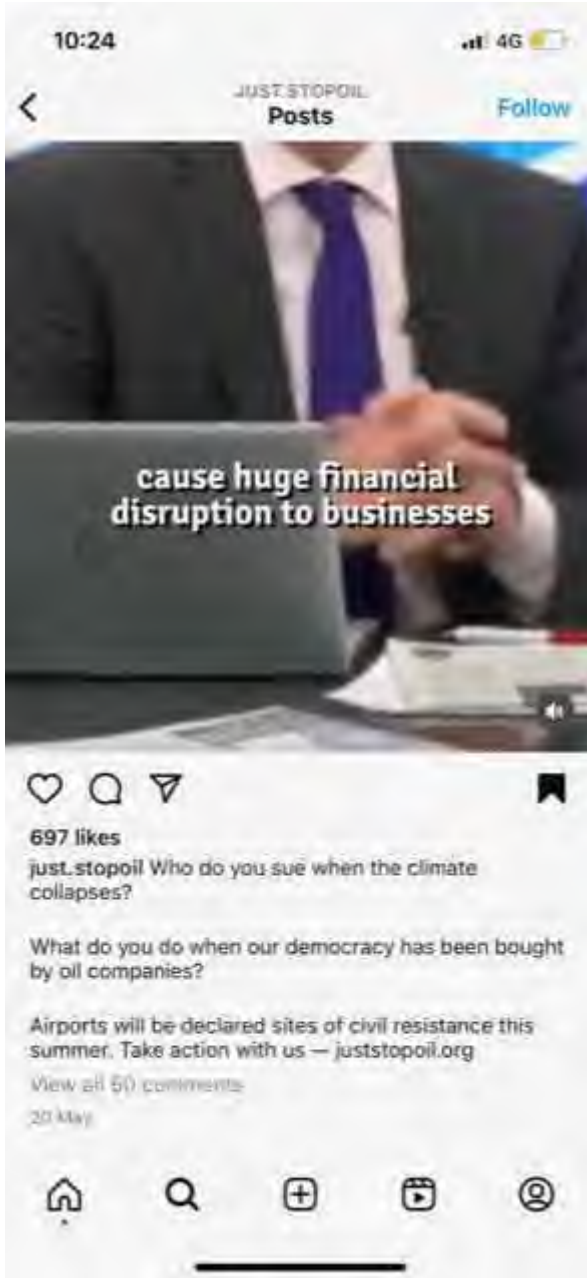 10:24
4G
JUST.STOPOIL
Posts
Follow
cause huge financial
disruption to businesses
697 likes
just.stopoil Who do you sue when the climate
collapses?
What do you do when our democracy has been bought
by oil companies?
Airports will be declared sites of civil resistance this
summer. Take action with us — juststopoil.org
View all 50 comments
20 May